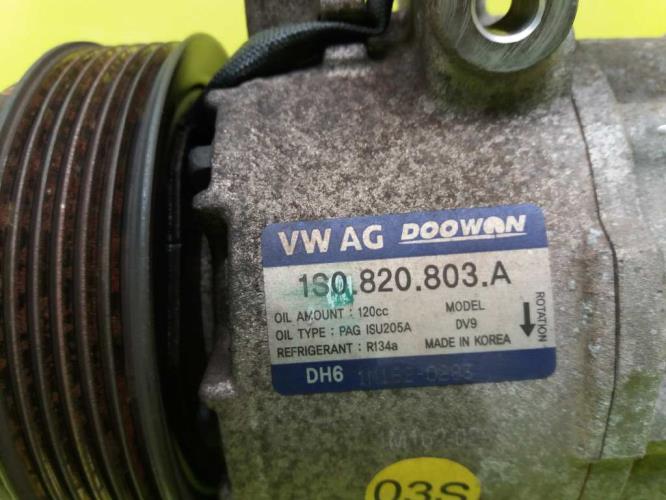 VW AG DOOWON
1S0.820.803.A
OIL AMOUNT : 120cc MODEL
OIL TYPE : PAG ISU205A DV9
REFRIGERANT : R134a MADE IN KOREA
ROTATION
DH6
03S